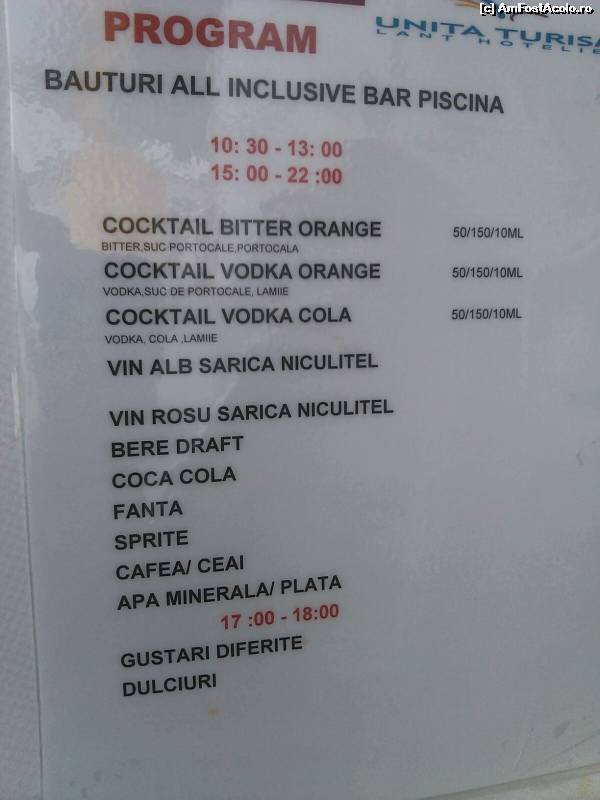 [c] AmFostAcolo.ro
PROGRAM
UNITA TURISM
LANT HOTELIE
BAUTURI ALL INCLUSIVE BAR PISCINA
10: 30 - 13: 00
15: 00 - 22 :00
COCKTAIL BITTER ORANGE 50/150/10ML
BITTER,SUC PORTOCALE,PORTOCALA
COCKTAIL VODKA ORANGE 50/150/10ML
VODKA,SUC DE PORTOCALE, LAMIIE
COCKTAIL VODKA COLA 50/150/10ML
VODKA, COLA ,LAMIIE
VIN ALB SARICA NICULITEL
VIN ROSU SARICA NICULITEL
BERE DRAFT
COCA COLA
FANTA
SPRITE
CAFEA/ CEAI
APA MINERALA/ PLATA
17 :00 - 18:00
GUSTARI DIFERITE
DULCIURI